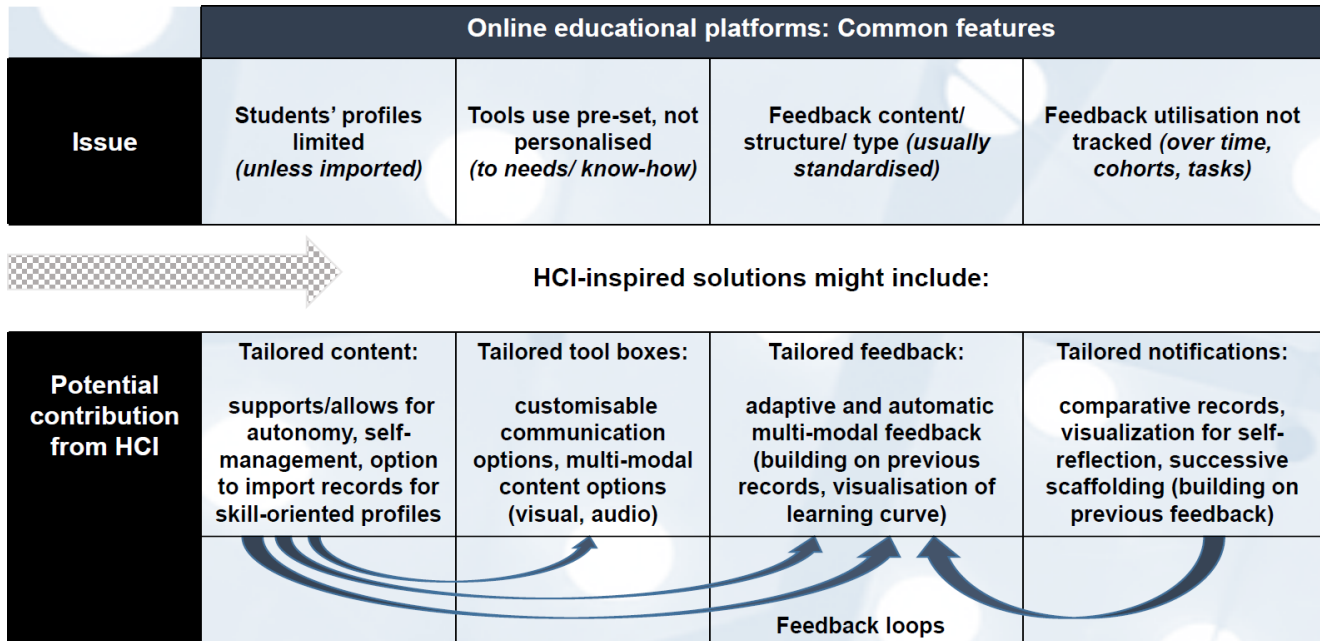 Online educational platforms: Common features
Issue
Students' profiles
limited
(unless imported)
Tools use pre-set, not
personalised
(to needs/ know-how)
Feedback content/
structure/ type (usually
standardised)
Feedback utilisation not
tracked (over time,
cohorts, tasks)
HCI-inspired solutions might include:
Potential
contribution
from HCI
Tailored content:
supports/allows for
autonomy, self-
management, option
to import records for
skill-oriented profiles
Tailored tool boxes:
customisable
communication
options, multi-modal
content options
(visual, audio)
Tailored feedback:
adaptive and automatic
multi-modal feedback
(building on previous
records, visualisation of
learning curve)
Tailored notifications:
comparative records,
visualization for self-
reflection, successive
scaffolding (building on
previous feedback)
Feedback loops